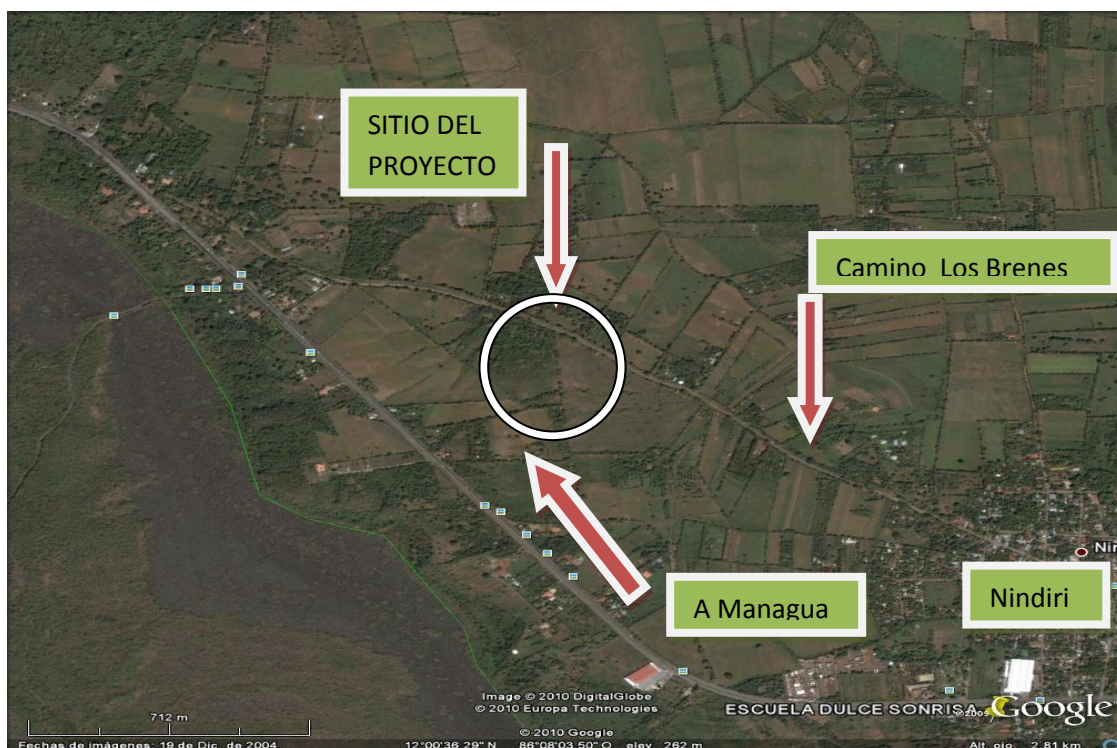 SITIO DEL
PROYECTO
Camino Los Brenes
A Managua
Nindiri
Image © 2010 DigitalGlobe
© 2010 Europa Technologies
ESCUELA DULCE SONRISA
©2009 Google
712 m
Fechas de imágenes: 19 de Dic. de 2004
12°00'36.29" N 86°08'03.50" O elev. 262 m
© 2010 Google
Alt. ojo 2.81 km